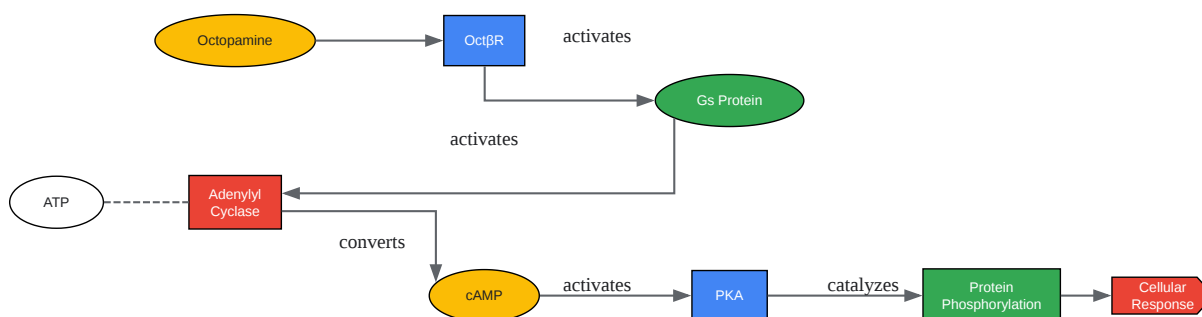 Octopamine
OctβR
activates
Gs Protein
activates
ATP
Adenylyl
Cyclase
converts
cAMP
activates
PKA
catalyzes
Protein
Phosphorylation
Cellular
Response